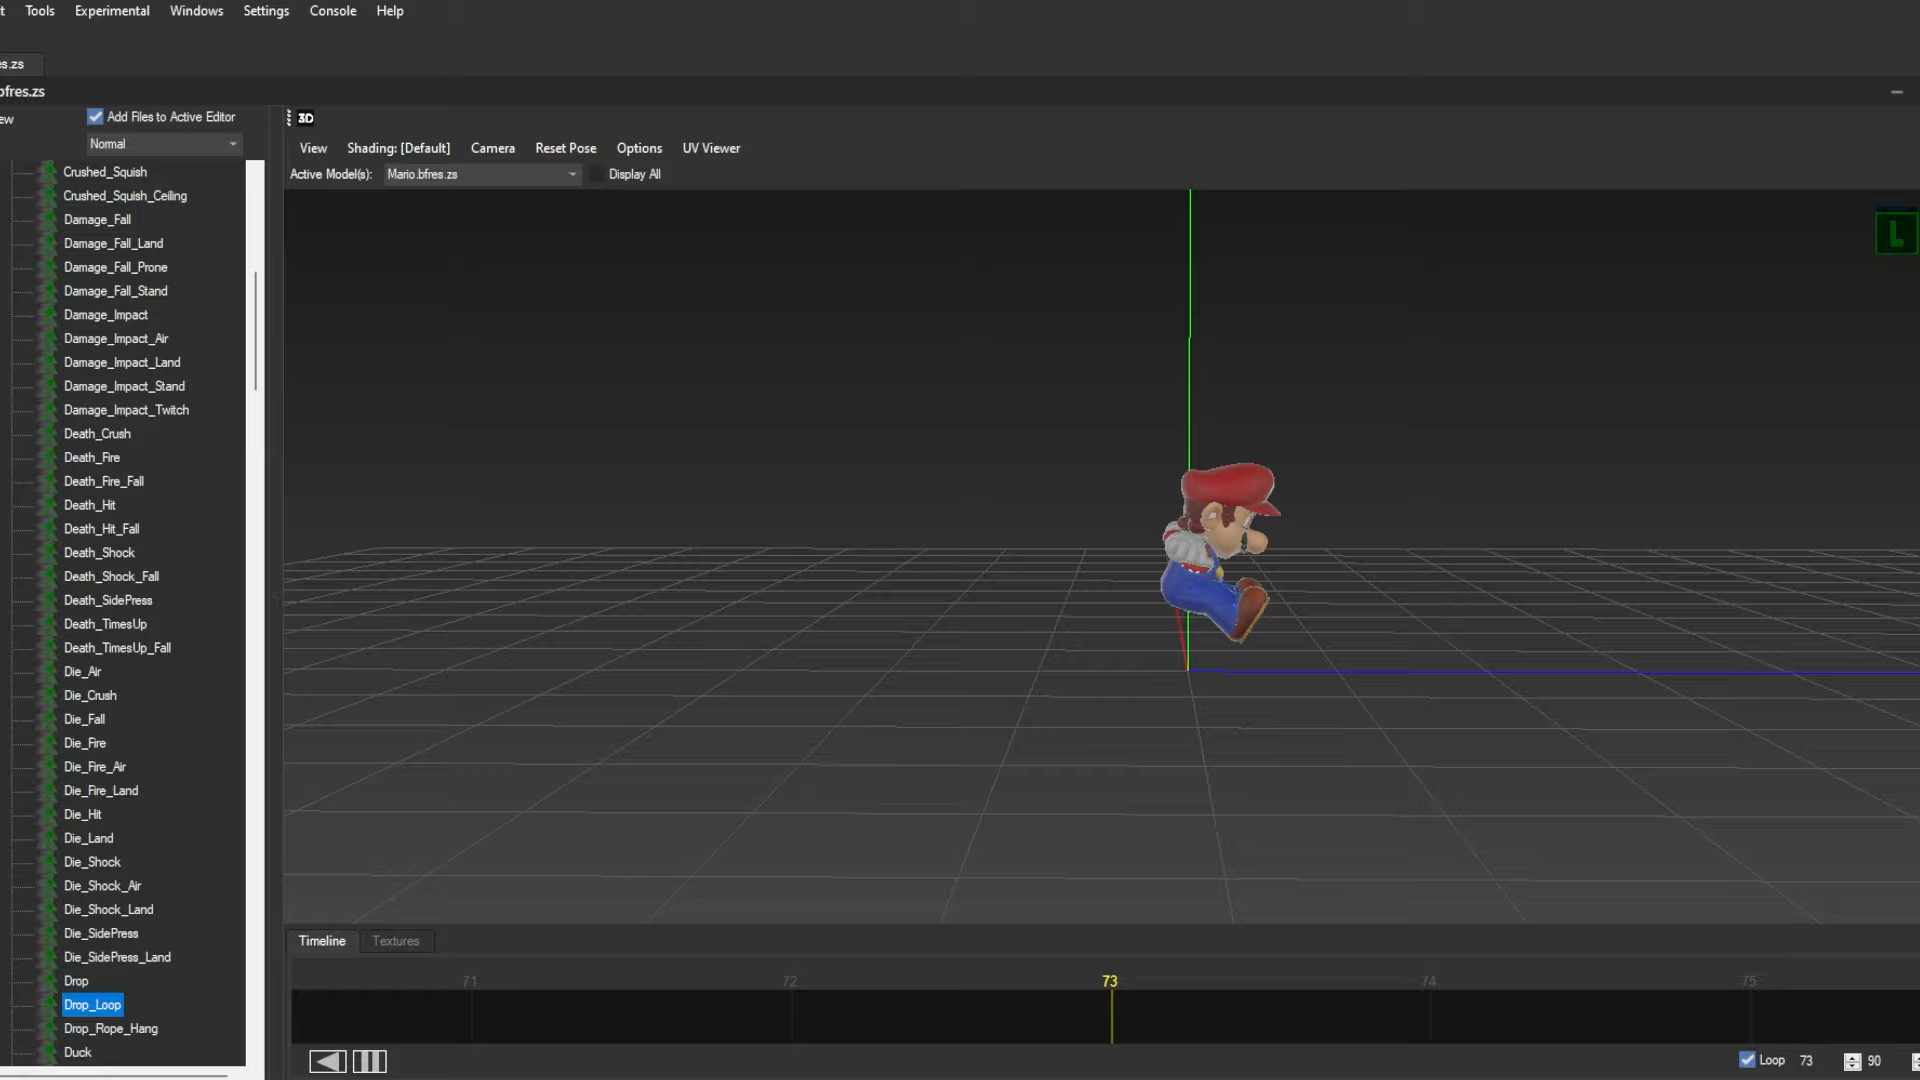 t Tools Experimental Windows Settings Console Help
es.zs
bfres.zs
ew
Add Files to Active Editor
Normal
Crushed_Squish
Crushed_Squish_Ceiling
Damage_Fall
Damage_Fall_Land
Damage_Fall_Prone
Damage_Fall_Stand
Damage_Impact
Damage_Impact_Air
Damage_Impact_Land
Damage_Impact_Stand
Damage_Impact_Twitch
Death_Crush
Death_Fire
Death_Fire_Fall
Death_Hit
Death_Hit_Fall
Death_Shock
Death_Shock_Fall
Death_SidePress
Death_TimesUp
Death_TimesUp_Fall
Die_Air
Die_Crush
Die_Fall
Die_Fire
Die_Fire_Air
Die_Fire_Land
Die_Hit
Die_Land
Die_Shock
Die_Shock_Air
Die_Shock_Land
Die_SidePress
Die_SidePress_Land
Drop
Drop_Loop
Drop_Rope_Hang
Duck
3D
View Shading: [Default] Camera Reset Pose Options UV Viewer
Active Model(s): Mario.bfres.zs Display All
L
Timeline Textures
71 72 73 74 75
Loop 73 90